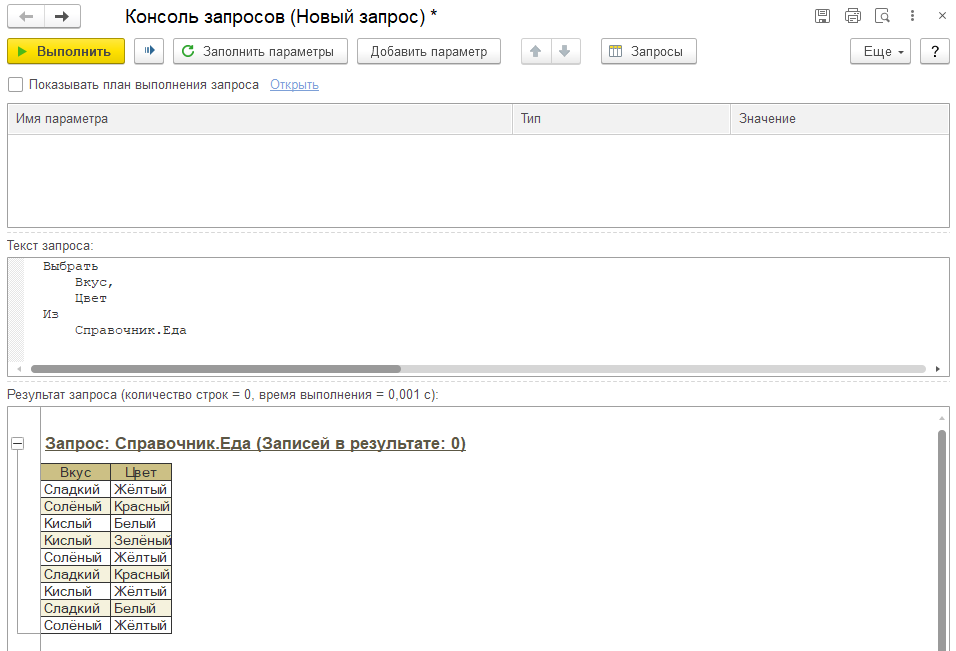 Консоль запросов (Новый запрос) *
Выполнить Заполнить параметры Добавить параметр Запросы Еще ?
Показывать план выполнения запроса Открыть
Имя параметра Тип Значение
Текст запроса:
Выбрать
Вкус,
Цвет
Из
Справочник.Еда
Результат запроса (количество строк = 0, время выполнения = 0,001 с):
Запрос: Справочник.Еда (Записей в результате: 0)
Вкус Цвет
Сладкий Жёлтый
Солёный Красный
Кислый Белый
Кислый Зелёный
Солёный Жёлтый
Сладкий Красный
Кислый Жёлтый
Сладкий Белый
Солёный Жёлтый